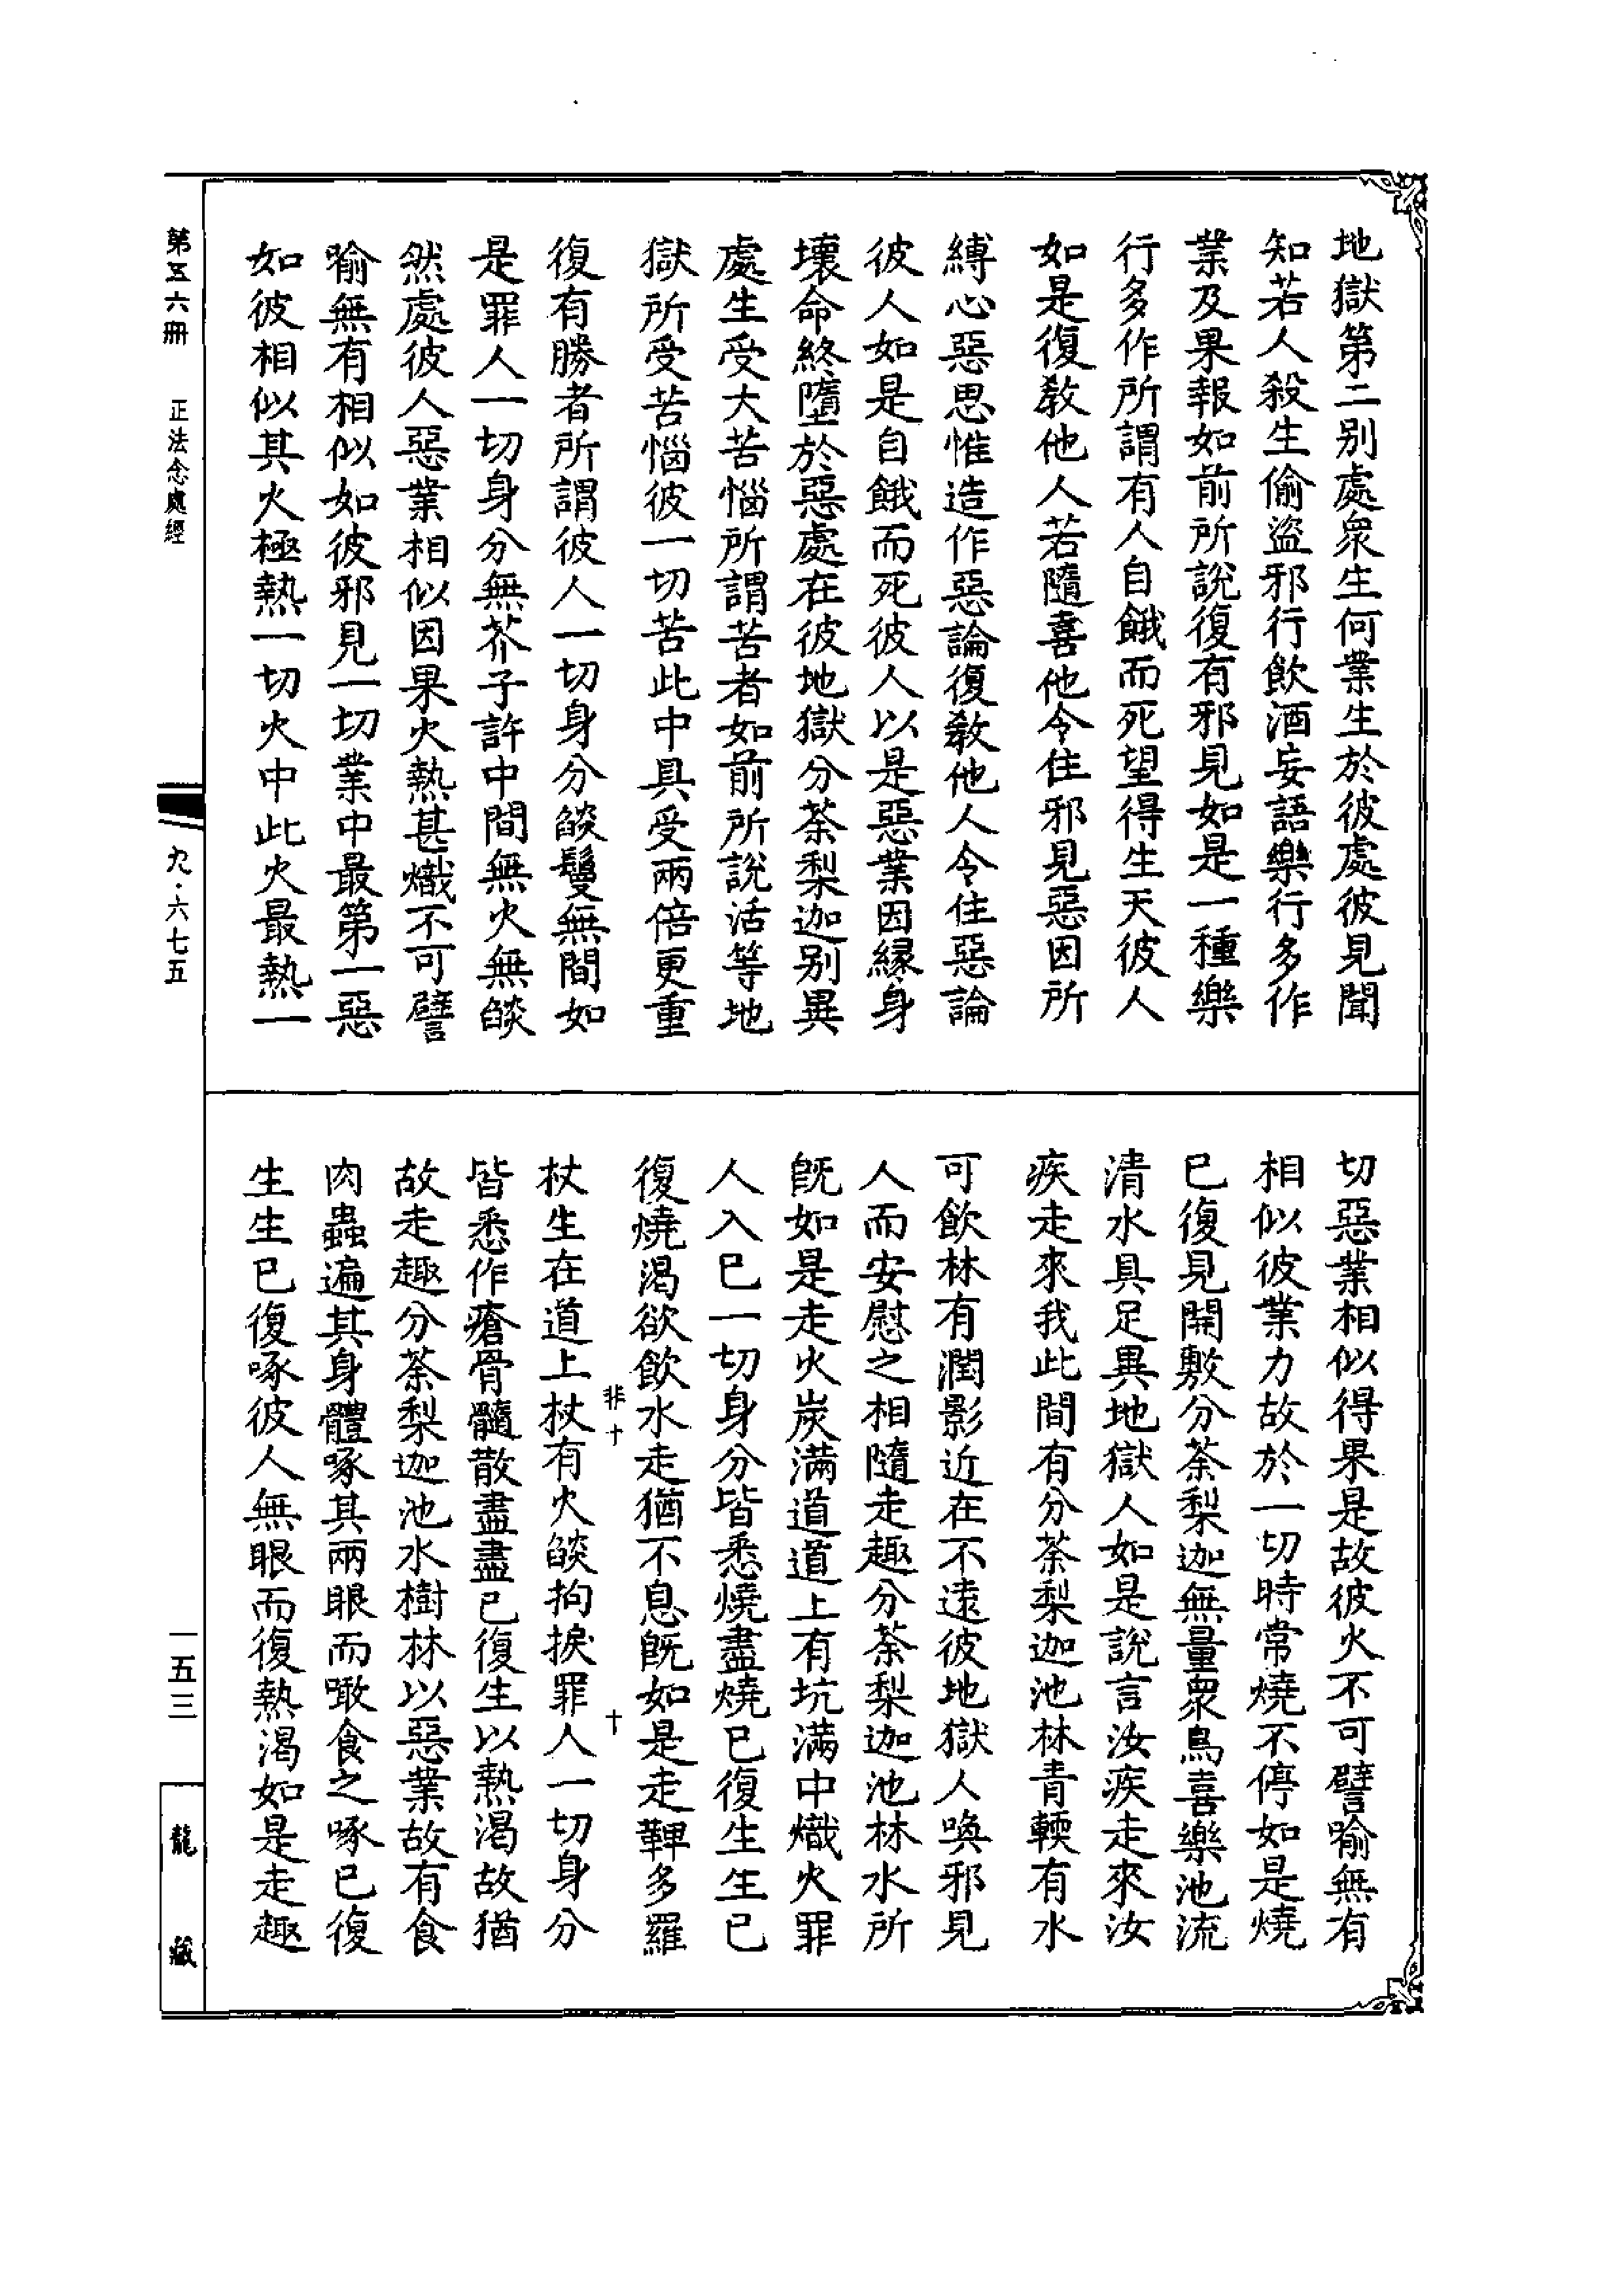 地獄第二別處眾生何業生於彼處彼見聞
知若人殺生偷盜邪行飲酒妄語樂行多作
業及果報如前所說復有邪見如是一種樂
行多作所謂有人自餓而死望得生天彼人
如是復教他人若隨喜他令住邪見惡因所
縛心惡思惟造作惡論復教他人令住惡論
彼人如是自餓而死彼人以是惡業因緣身
壞命終墮於惡處在彼地獄分荼梨迦別異
處生受大苦惱所謂苦者如前所說活等地
獄所受苦惱彼一切苦此中具受兩倍更重
復有勝者所謂彼人一切身分燄鬘無間如
是罪人一切身分無芥子許中間無火無燄
然處彼人惡業相似因果火熱甚熾不可譬
喻無有相似如彼邪見一切業中最第一惡
如彼相似其火極熱一切火中此火最熱一
切惡業相似得果是故彼火不可譬喻無有
相似彼業力故於一切時常燒不停如是燒
已復見開敷分荼梨迦無量眾鳥喜樂池流
清水具足異地獄人如是說言汝疾走來汝
疾走來我此間有分荼梨迦池林青輭有水
可飲林有潤影近在不遠彼地獄人喚邪見
人而安慰之相隨走趣分荼梨迦池林水所
既如是走火炭滿道道上有坑滿中熾火罪
人入已一切身分皆悉燒盡燒已復生生已
復燒渴欲飲水走猶不息既如是走鞞多羅
非十
十
杖生在道上杖有火燄拘捩罪人一切身分
皆悉作瘡骨髓散盡盡已復生以熱渴故猶
故走趣分荼梨迦池水樹林以惡業故有食
肉蟲遍其身體啄其兩眼而噉食之啄已復
生生已復啄彼人無眼而復熱渴如是走趣
第五六冊
正法念處經
九·六七五
一五三
龍藏